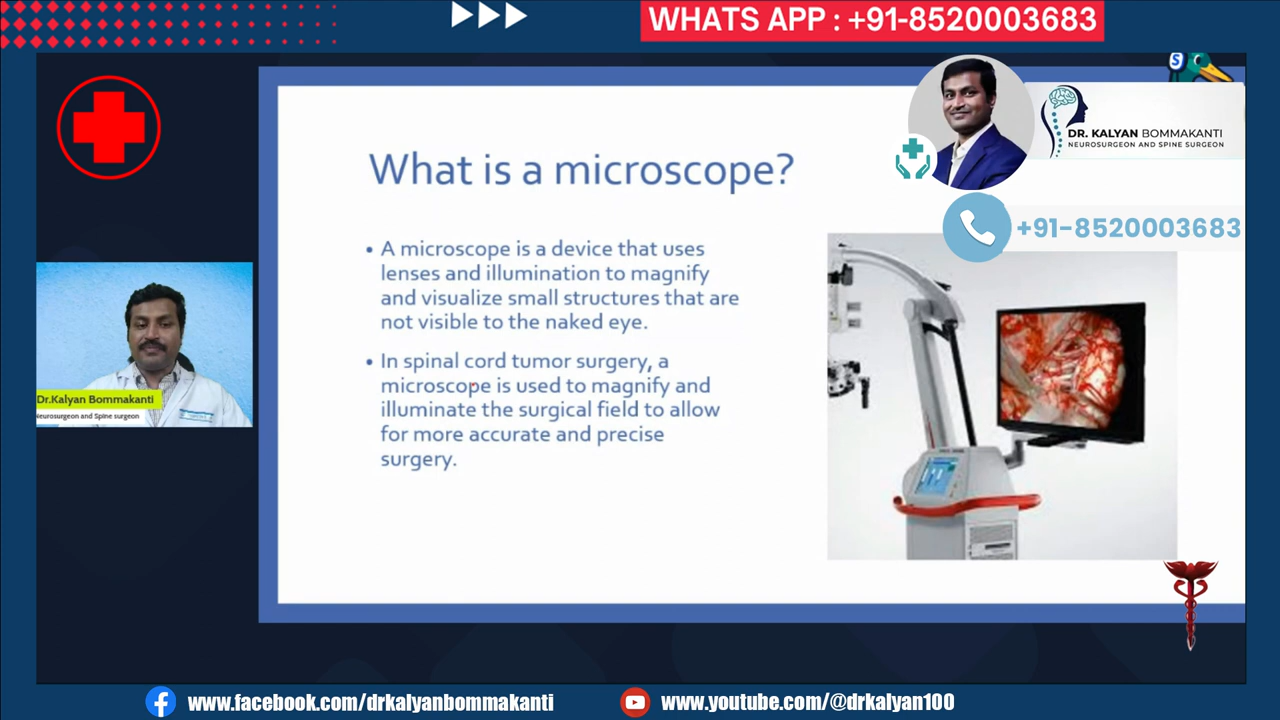 WHATS APP : +91-8520003683
S
DR. KALYAN BOMMAKANTI
NEUROSURGEON AND SPINE SURGEON
+91-8520003683
What is a microscope?
• A microscope is a device that uses
lenses and illumination to magnify
and visualize small structures that are
not visible to the naked eye.
• In spinal cord tumor surgery, a
microscope is used to magnify and
illuminate the surgical field to allow
for more accurate and precise
surgery.
Dr.Kalyan Bommakanti
Neurosurgeon and Spine surgeon
www.facebook.com/drkalyanbommakanti
www.youtube.com/@drkalyan100